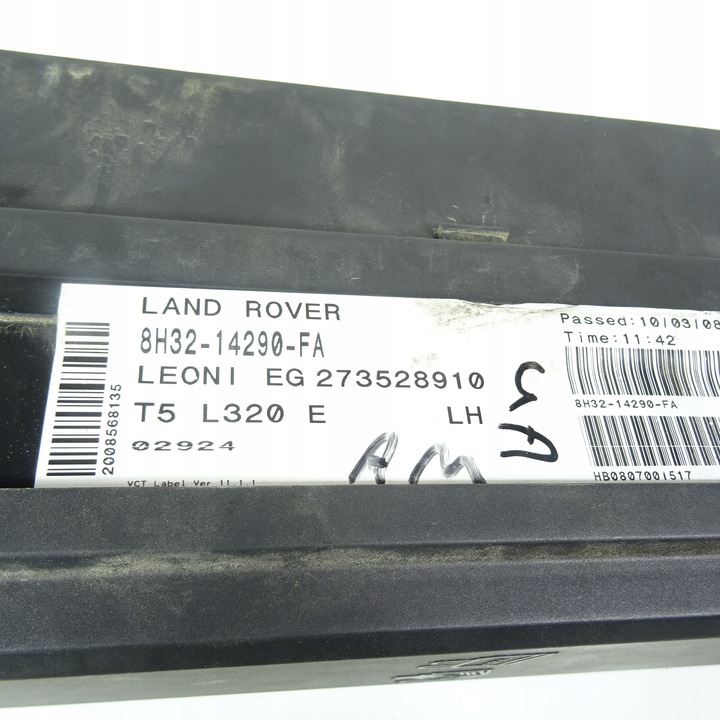 LAND ROVER
8H32-14290-FA
LEONI EG 273528910
T5 L320 E LH
02924
VCT Label Ver 11.1.1
2008568135
Passed:10/03/08
Time:11:42
8H32-14290-FA
HB0807001517
AM